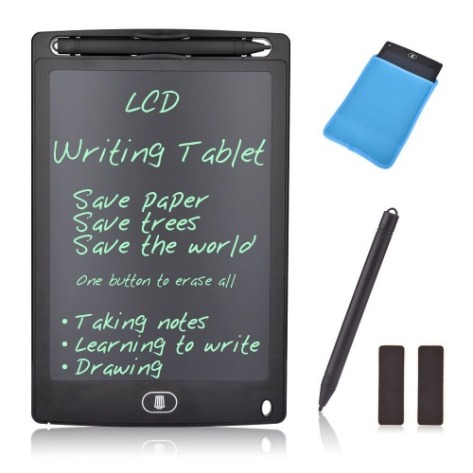 LCD
Writing Tablet
Save paper
Save trees
Save the world
One button to erase all
• Taking notes
• Learning to write
• Drawing